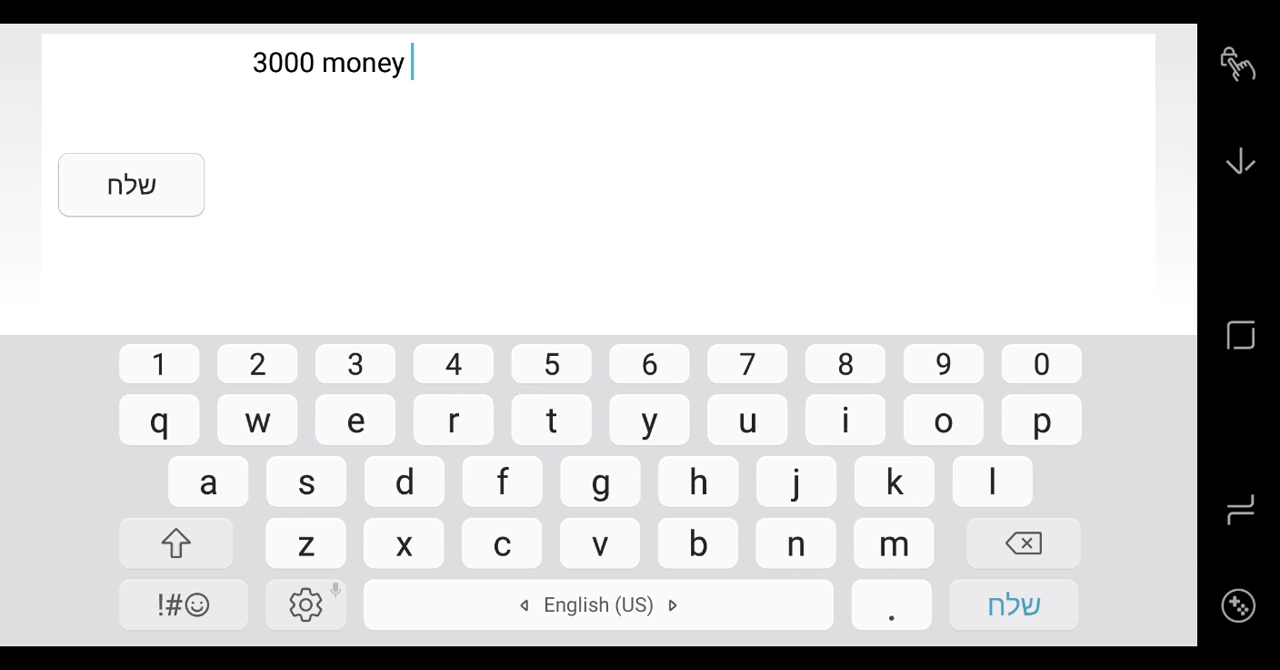 3000 money
שלח
1 2 3 4 5 6 7 8 9 0
q w e r t y u i o p
a s d f g h j k l
z x c v b n m
!#☺ English (US) . שלח